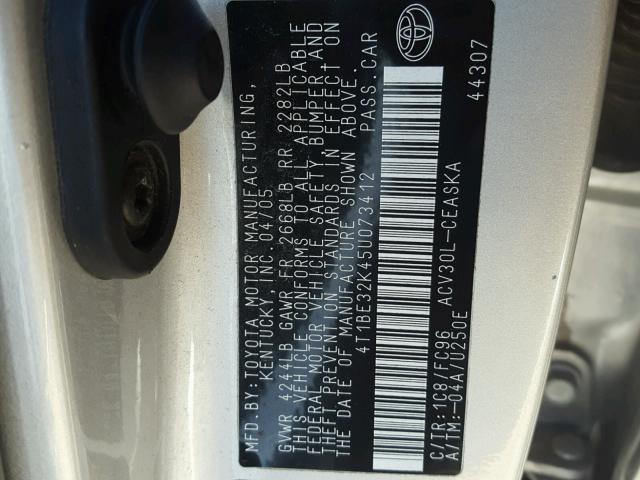 MFD. BY: TOYOTA MOTOR MANUFACTURING,
KENTUCKY, INC. 04/05
GVWR 4244LB GAWR FR 2668LB RR 2282LB
THIS VEHICLE CONFORMS TO ALL APPLICABLE
FEDERAL MOTOR VEHICLE SAFETY, BUMPER AND
THEFT PREVENTION STANDARDS IN EFFECT ON
THE DATE OF MANUFACTURE SHOWN ABOVE.
4T1BE32K45U073412 PASS.CAR
C/TR:1C8/FC96 ACV30L-CEASKA
A/TM:-04A/U250E
44307